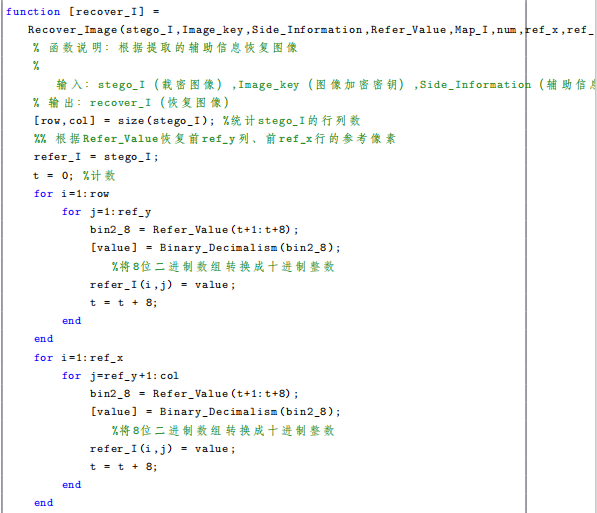 function [recover_I] =
Recover_Image(stego_I,Image_key,Side_Information,Refer_Value,Map_I,num,ref_x,ref_
% 函数说明: 根据提取的辅助信息恢复图像
%
输入: stego_I (载密图像) ,Image_key (图像加密密钥) ,Side_Information (辅助信息
% 输出: recover_I (恢复图像)
[row,col] = size(stego_I); %统计stego_I的行列数
%% 根据Refer_Value恢复前ref_y列、前ref_x行的参考像素
refer_I = stego_I;
t = 0; %计数
for i=1:row
for j=1:ref_y
bin2_8 = Refer_Value(t+1:t+8);
[value] = Binary_Decimalism(bin2_8);
%将8位二进制数组转换成十进制整数
refer_I(i,j) = value;
t = t + 8;
end
end
for i=1:ref_x
for j=ref_y+1:col
bin2_8 = Refer_Value(t+1:t+8);
[value] = Binary_Decimalism(bin2_8);
%将8位二进制数组转换成十进制整数
refer_I(i,j) = value;
t = t + 8;
end
end